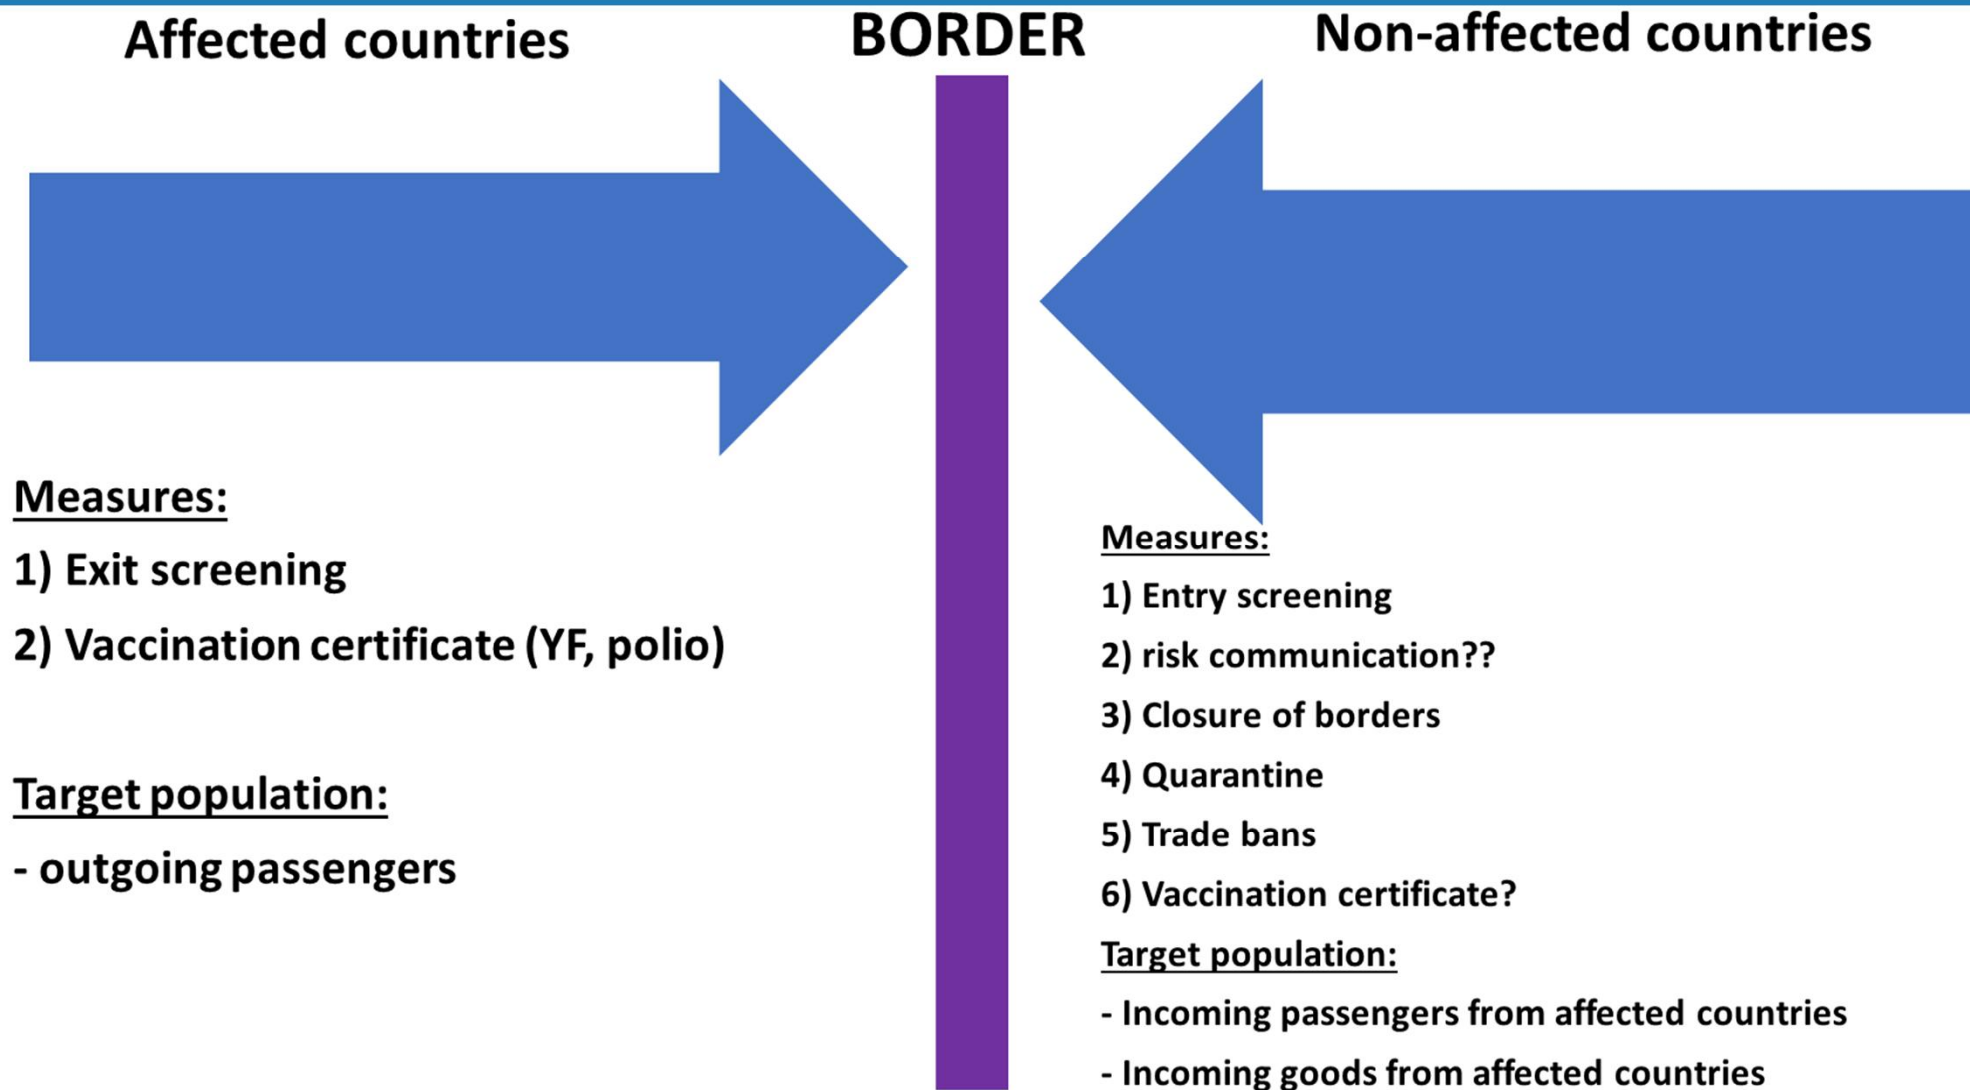 Affected countries
BORDER
Non-affected countries
Measures:
1) Exit screening
2) Vaccination certificate (YF, polio)
Target population:
- outgoing passengers
Measures:
1) Entry screening
2) risk communication??
3) Closure of borders
4) Quarantine
5) Trade bans
6) Vaccination certificate?
Target population:
- Incoming passengers from affected countries
- Incoming goods from affected countries